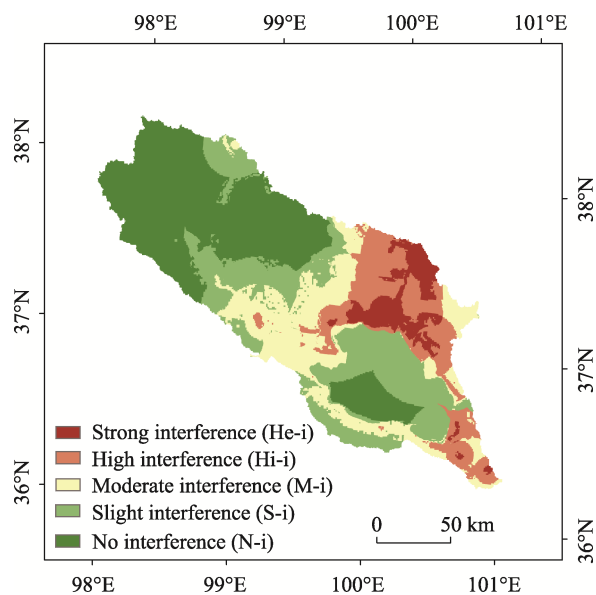 98°E 99°E 100°E 101°E
38°N
38°N
37°N
37°N
36°N
36°N
Strong interference (He-i)
High interference (Hi-i)
Moderate interference (M-i)
Slight interference (S-i)
No interference (N-i)
0 50 km
98°E 99°E 100°E 101°E